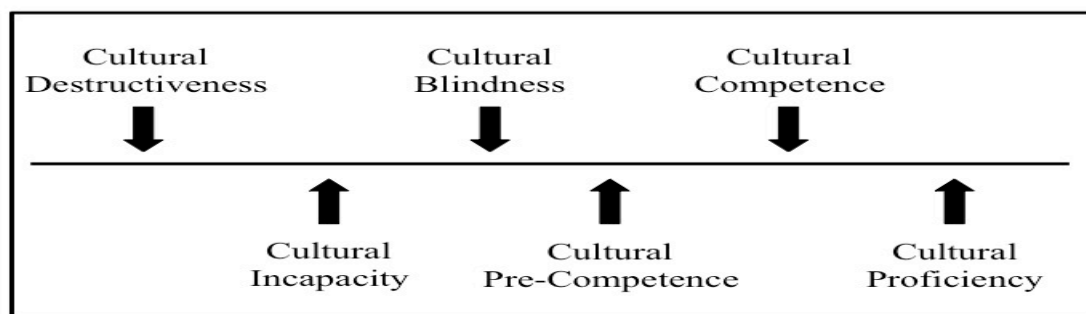 Cultural
Destructiveness
Cultural
Blindness
Cultural
Competence
Cultural
Incapacity
Cultural
Pre-Competence
Cultural
Proficiency